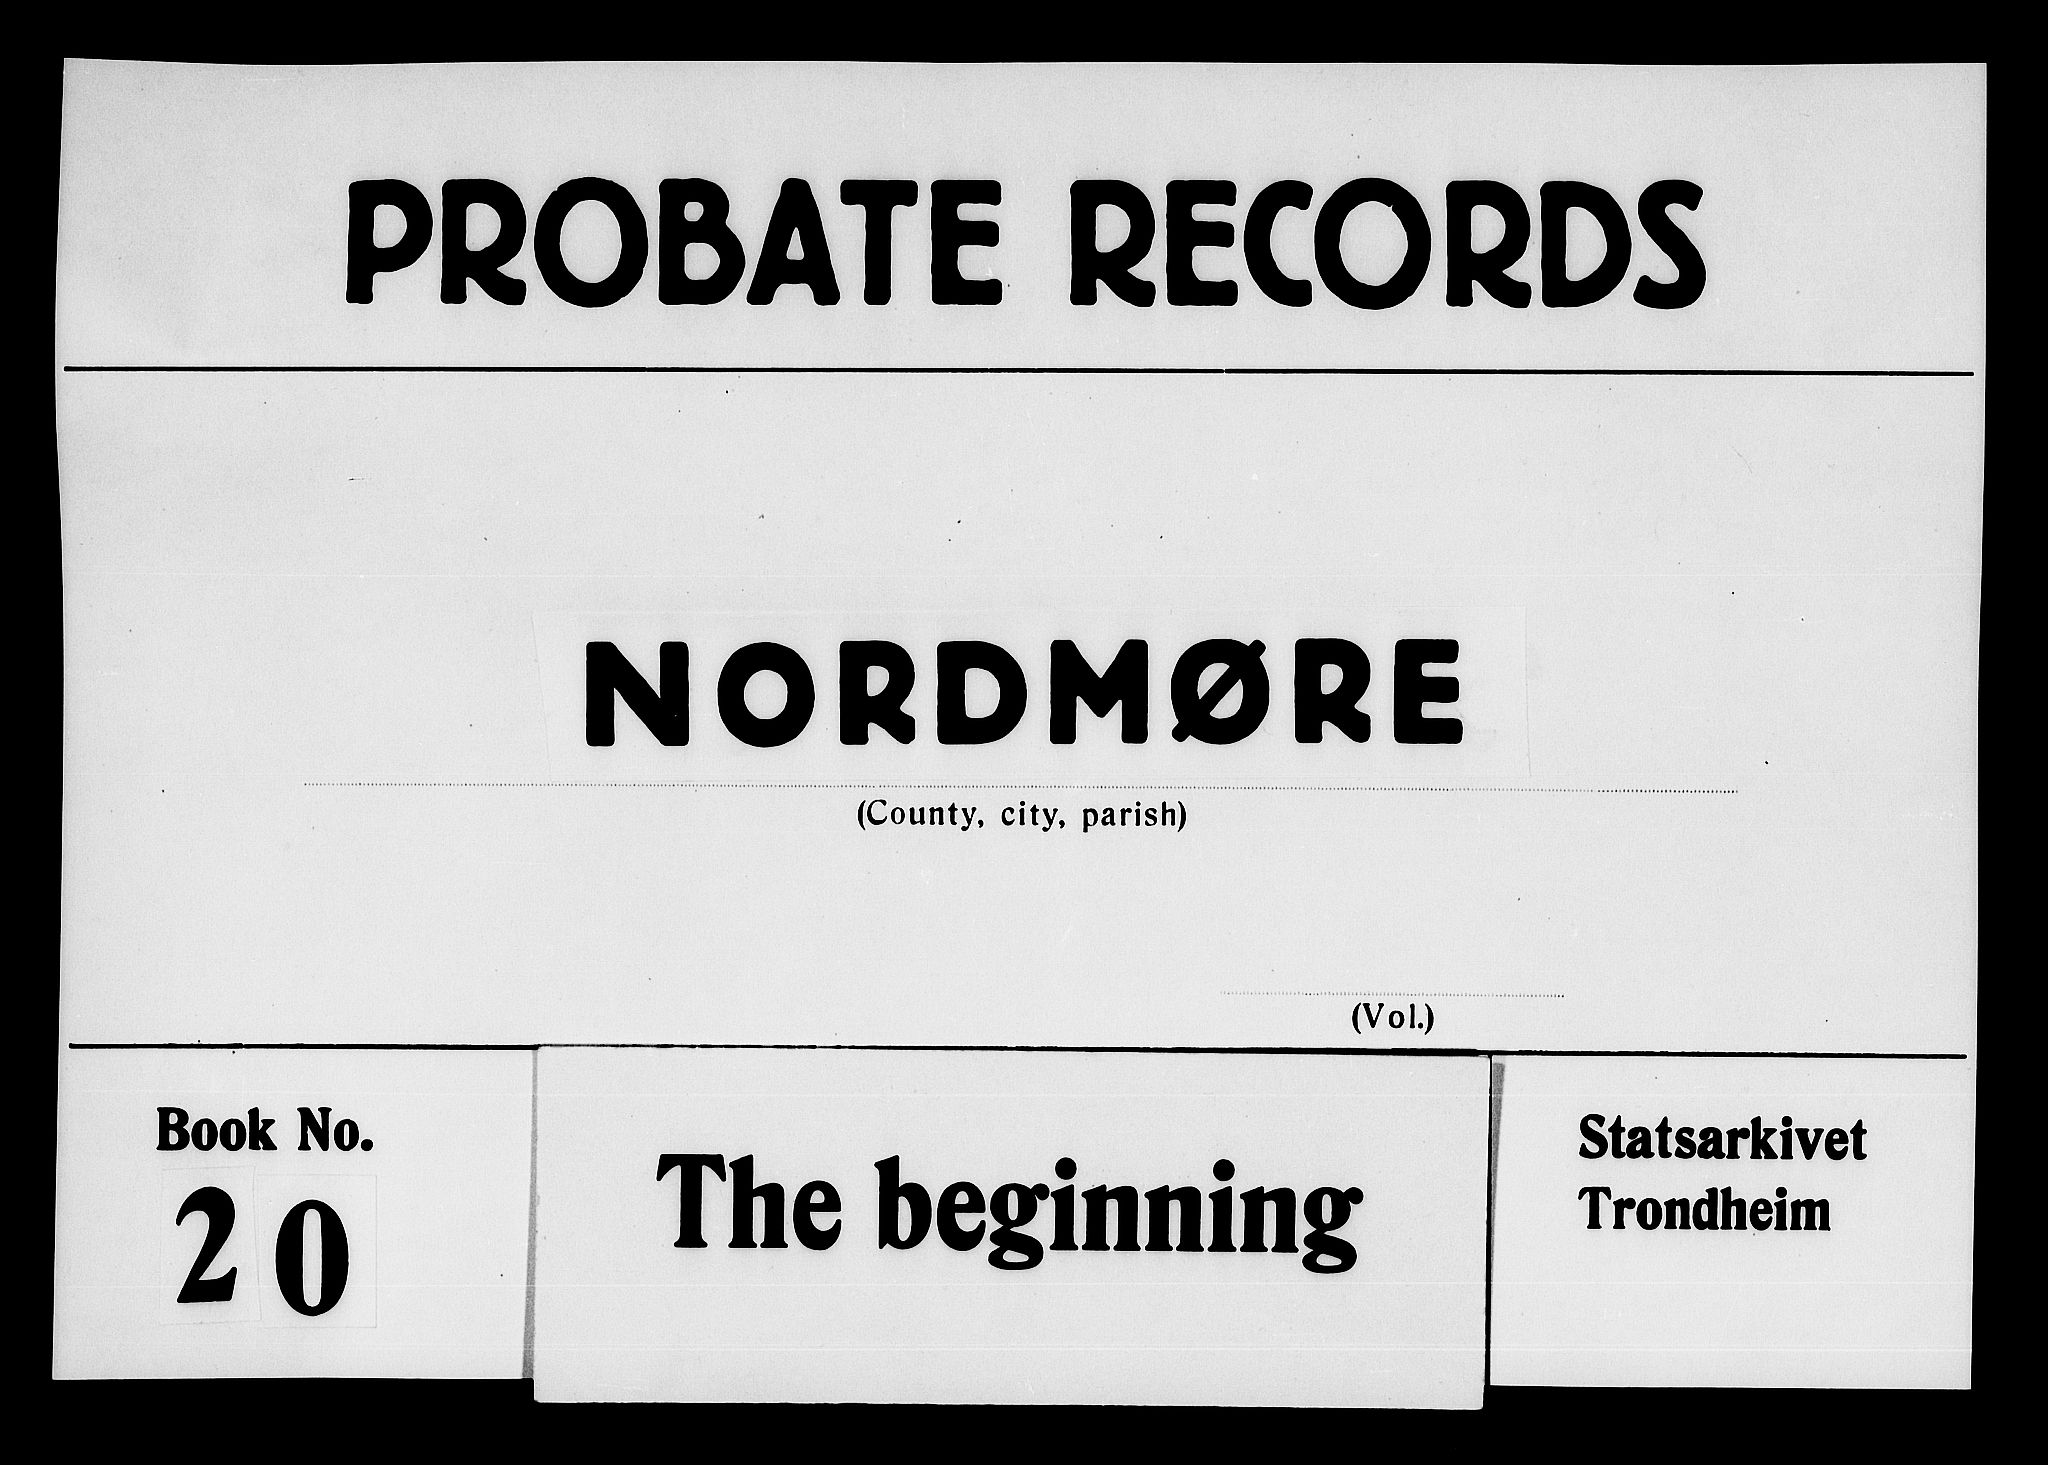 PROBATE RECORDS
NORDMØRE
(County, city, parish)
(Vol.)
Book No.
20
The beginning
Statsarkivet
Trondheim